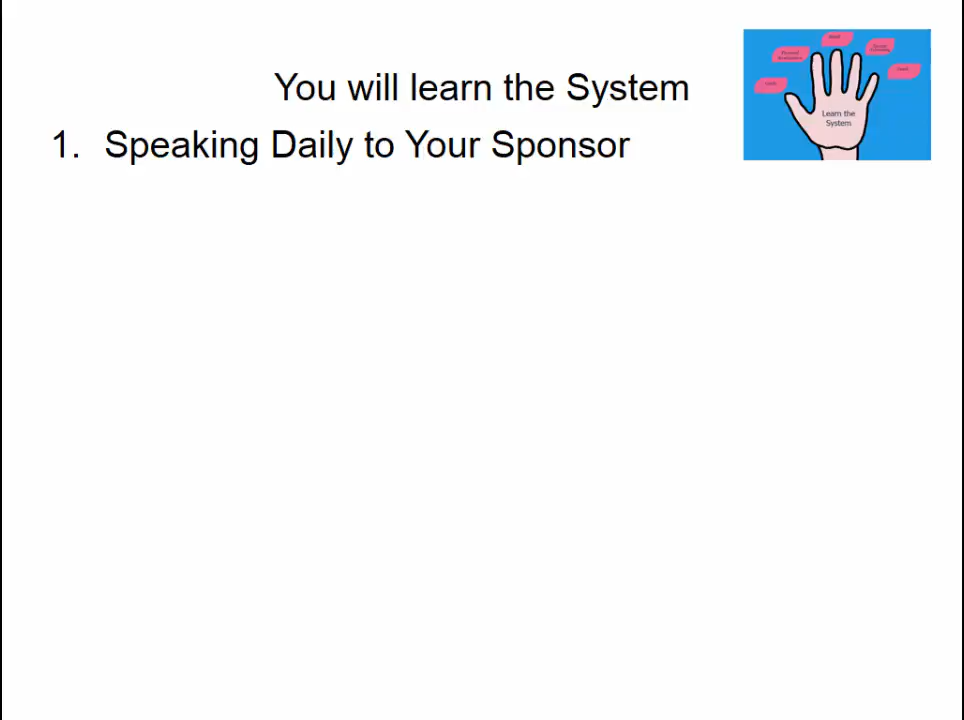 You will learn the System
1. Speaking Daily to Your Sponsor
Learn the
System